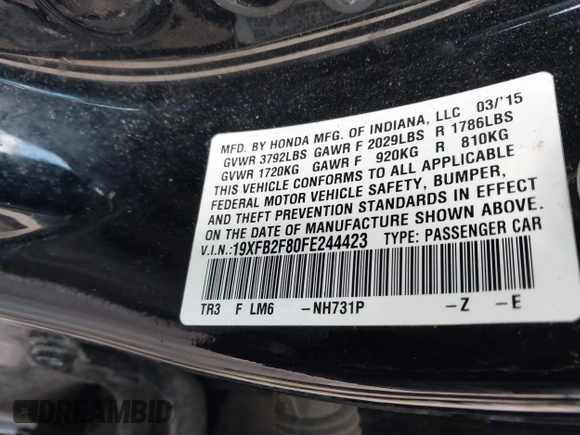 MFD. BY HONDA MFG. OF INDIANA, LLC 03/'15
GVWR 3792LBS GAWR F 2029LBS R 1786LBS
GVWR 1720KG GAWR F 920KG R 810KG
THIS VEHICLE CONFORMS TO ALL APPLICABLE
FEDERAL MOTOR VEHICLE SAFETY, BUMPER,
AND THEFT PREVENTION STANDARDS IN EFFECT
ON THE DATE OF MANUFACTURE SHOWN ABOVE.
V.I.N.:19XFB2F80FE244423 TYPE: PASSENGER CAR
TR3 F LM6 -NH731P -Z -E
DREAMBID